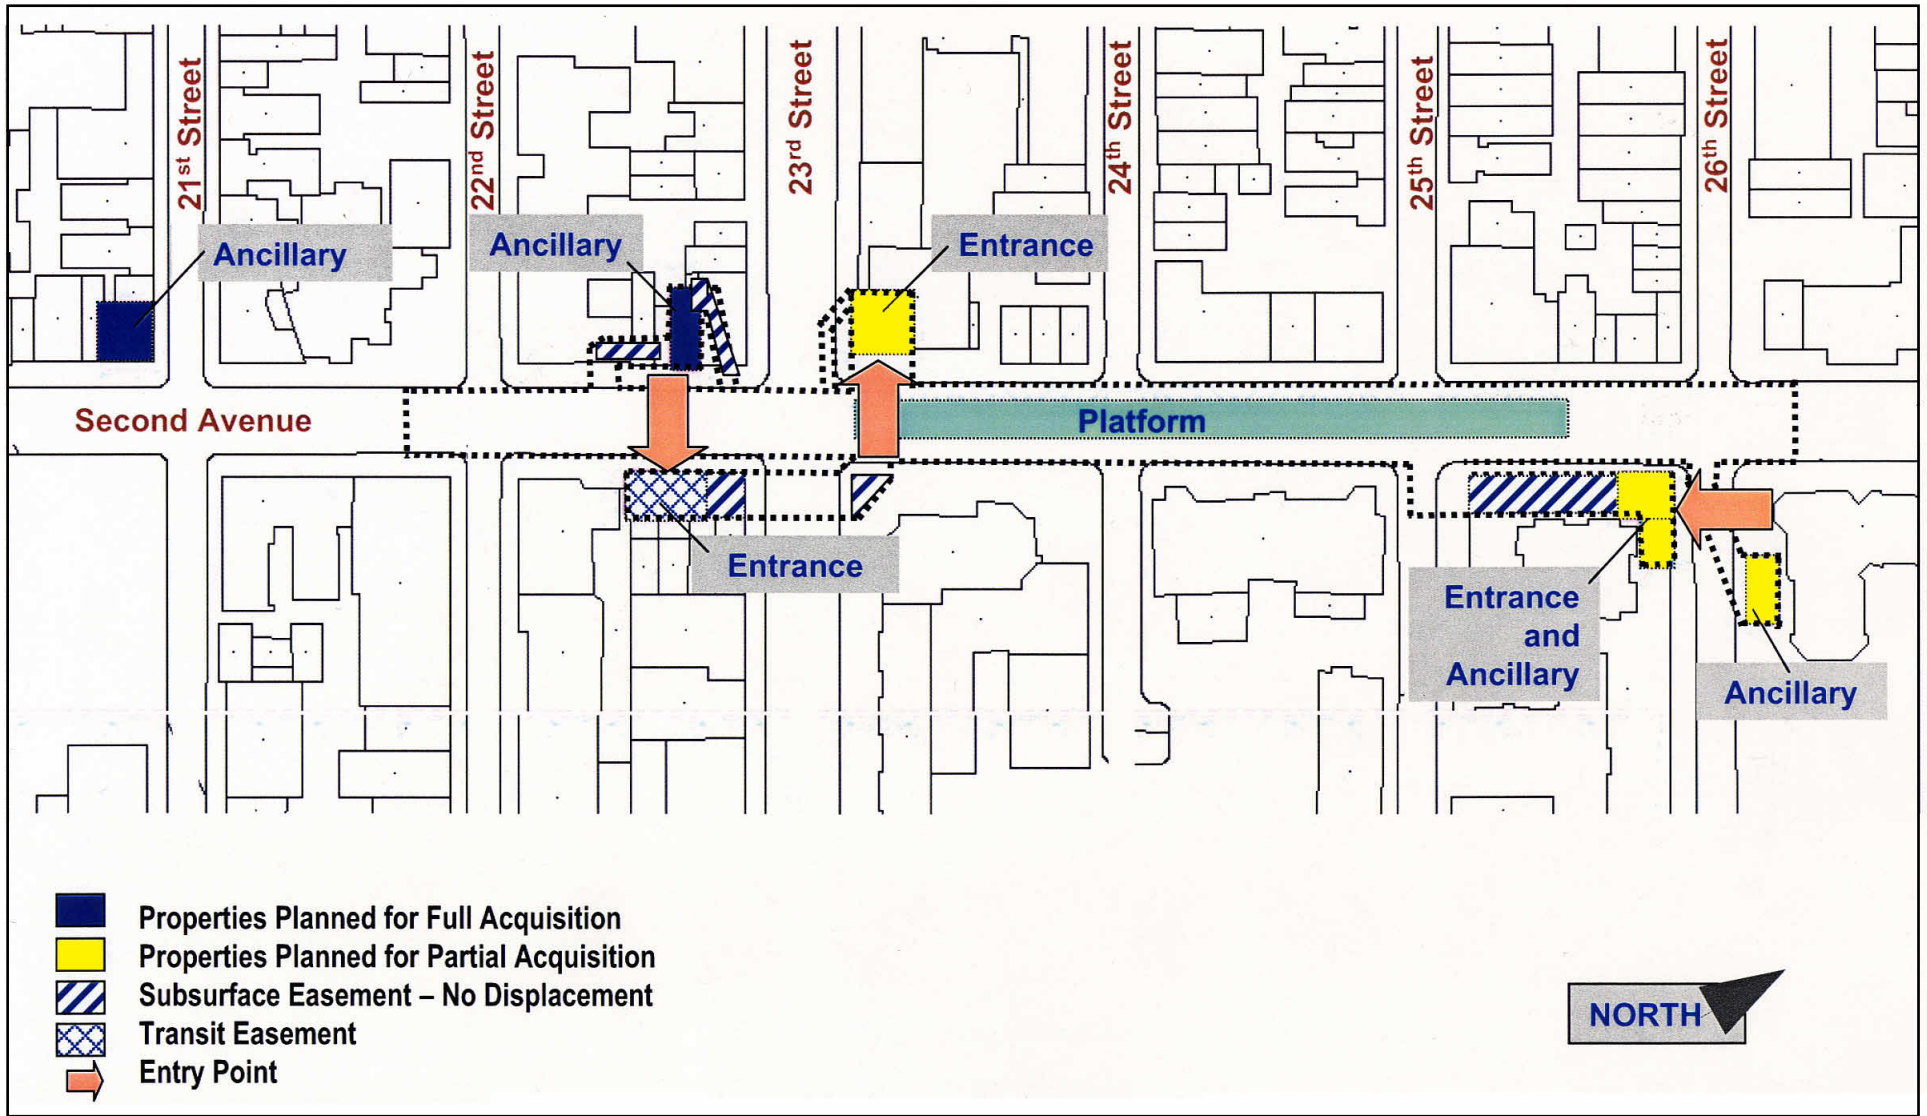 21st Street
22nd Street
23rd Street
24th Street
25th Street
26th Street
Ancillary
Ancillary
Entrance
Second Avenue
Platform
Entrance
Entrance
and
Ancillary
Ancillary
Properties Planned for Full Acquisition
Properties Planned for Partial Acquisition
Subsurface Easement – No Displacement
Transit Easement
Entry Point
NORTH